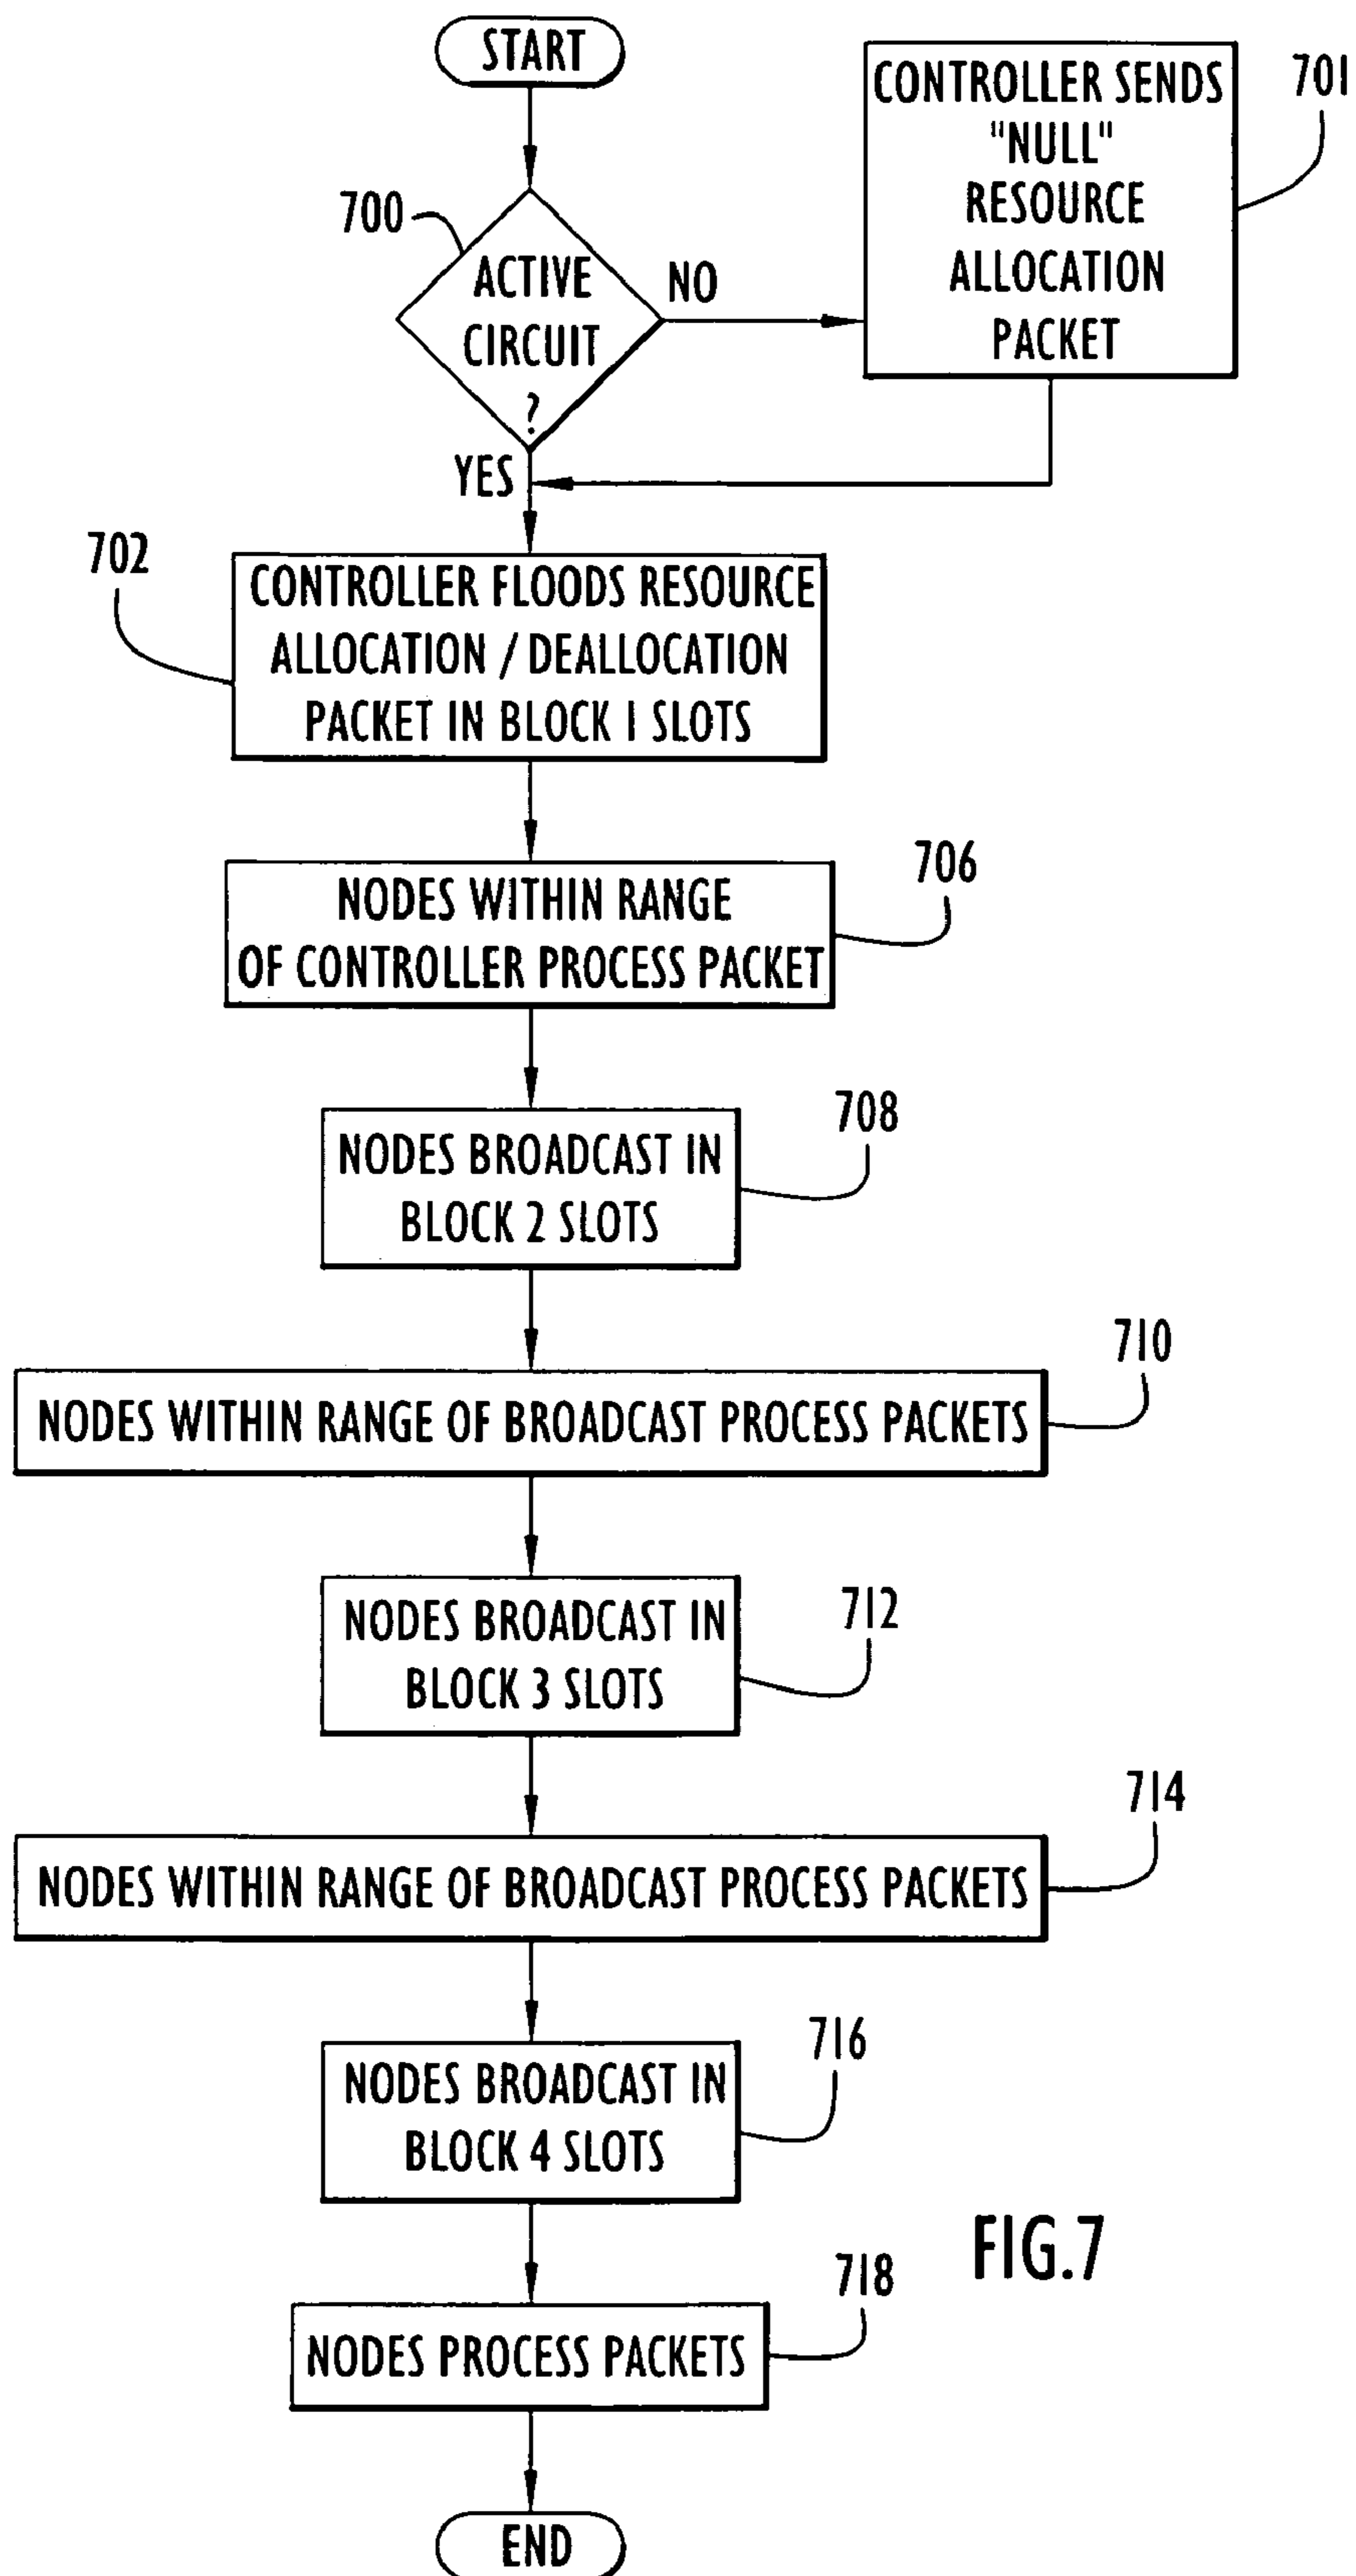 START
CONTROLLER SENDS
"NULL"
RESOURCE
ALLOCATION
PACKET
701
700
ACTIVE
CIRCUIT
?
NO
YES
702
CONTROLLER FLOODS RESOURCE
ALLOCATION / DEALLOCATION
PACKET IN BLOCK 1 SLOTS
706
NODES WITHIN RANGE
OF CONTROLLER PROCESS PACKET
708
NODES BROADCAST IN
BLOCK 2 SLOTS
710
NODES WITHIN RANGE OF BROADCAST PROCESS PACKETS
712
NODES BROADCAST IN
BLOCK 3 SLOTS
714
NODES WITHIN RANGE OF BROADCAST PROCESS PACKETS
716
NODES BROADCAST IN
BLOCK 4 SLOTS
FIG.7
718
NODES PROCESS PACKETS
END